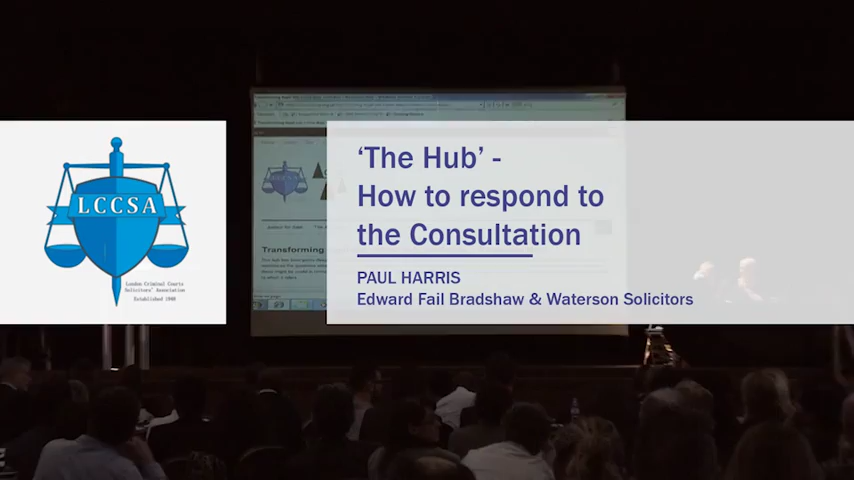 LCCSA
London Criminal Courts
Solicitors' Association
Established 1948
‘The Hub’ -
How to respond to
the Consultation
PAUL HARRIS
Edward Fail Bradshaw & Waterson Solicitors
Transforming